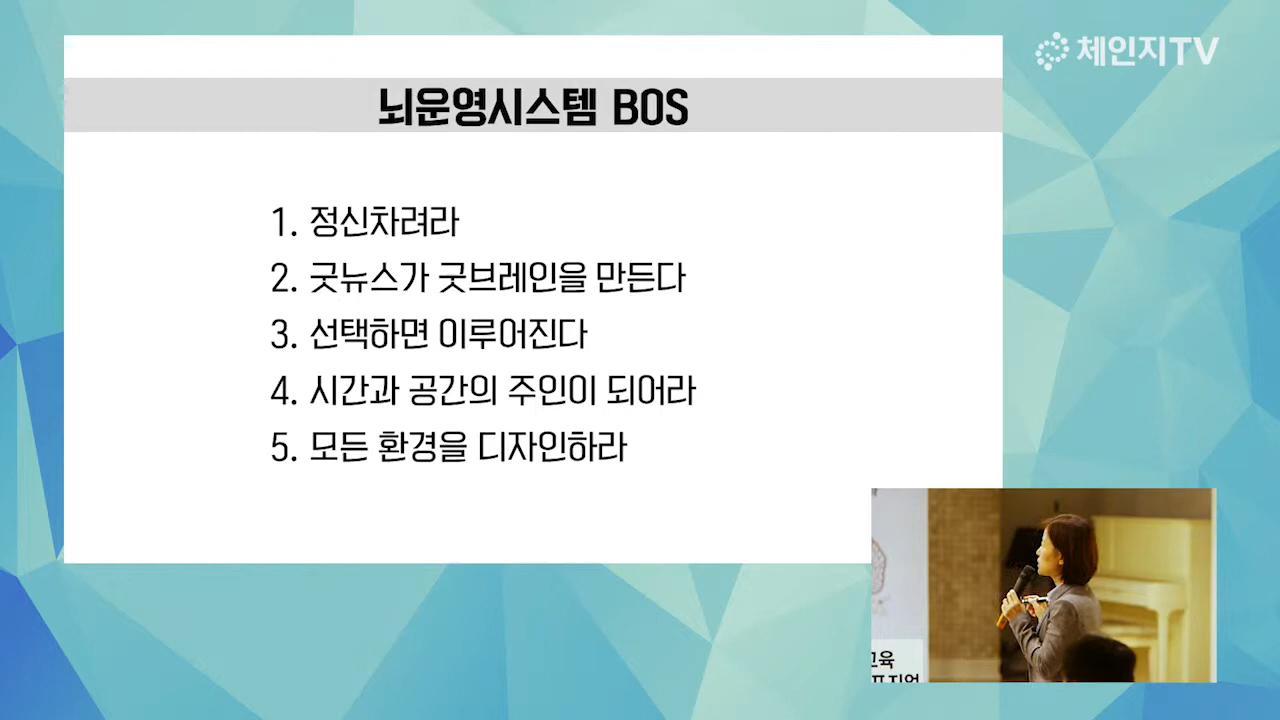 체인지TV
뇌운영시스템 BOS
1. 정신차려라
2. 굿뉴스가 굿브레인을 만든다
3. 선택하면 이루어진다
4. 시간과 공간의 주인이 되어라
5. 모든 환경을 디자인하라